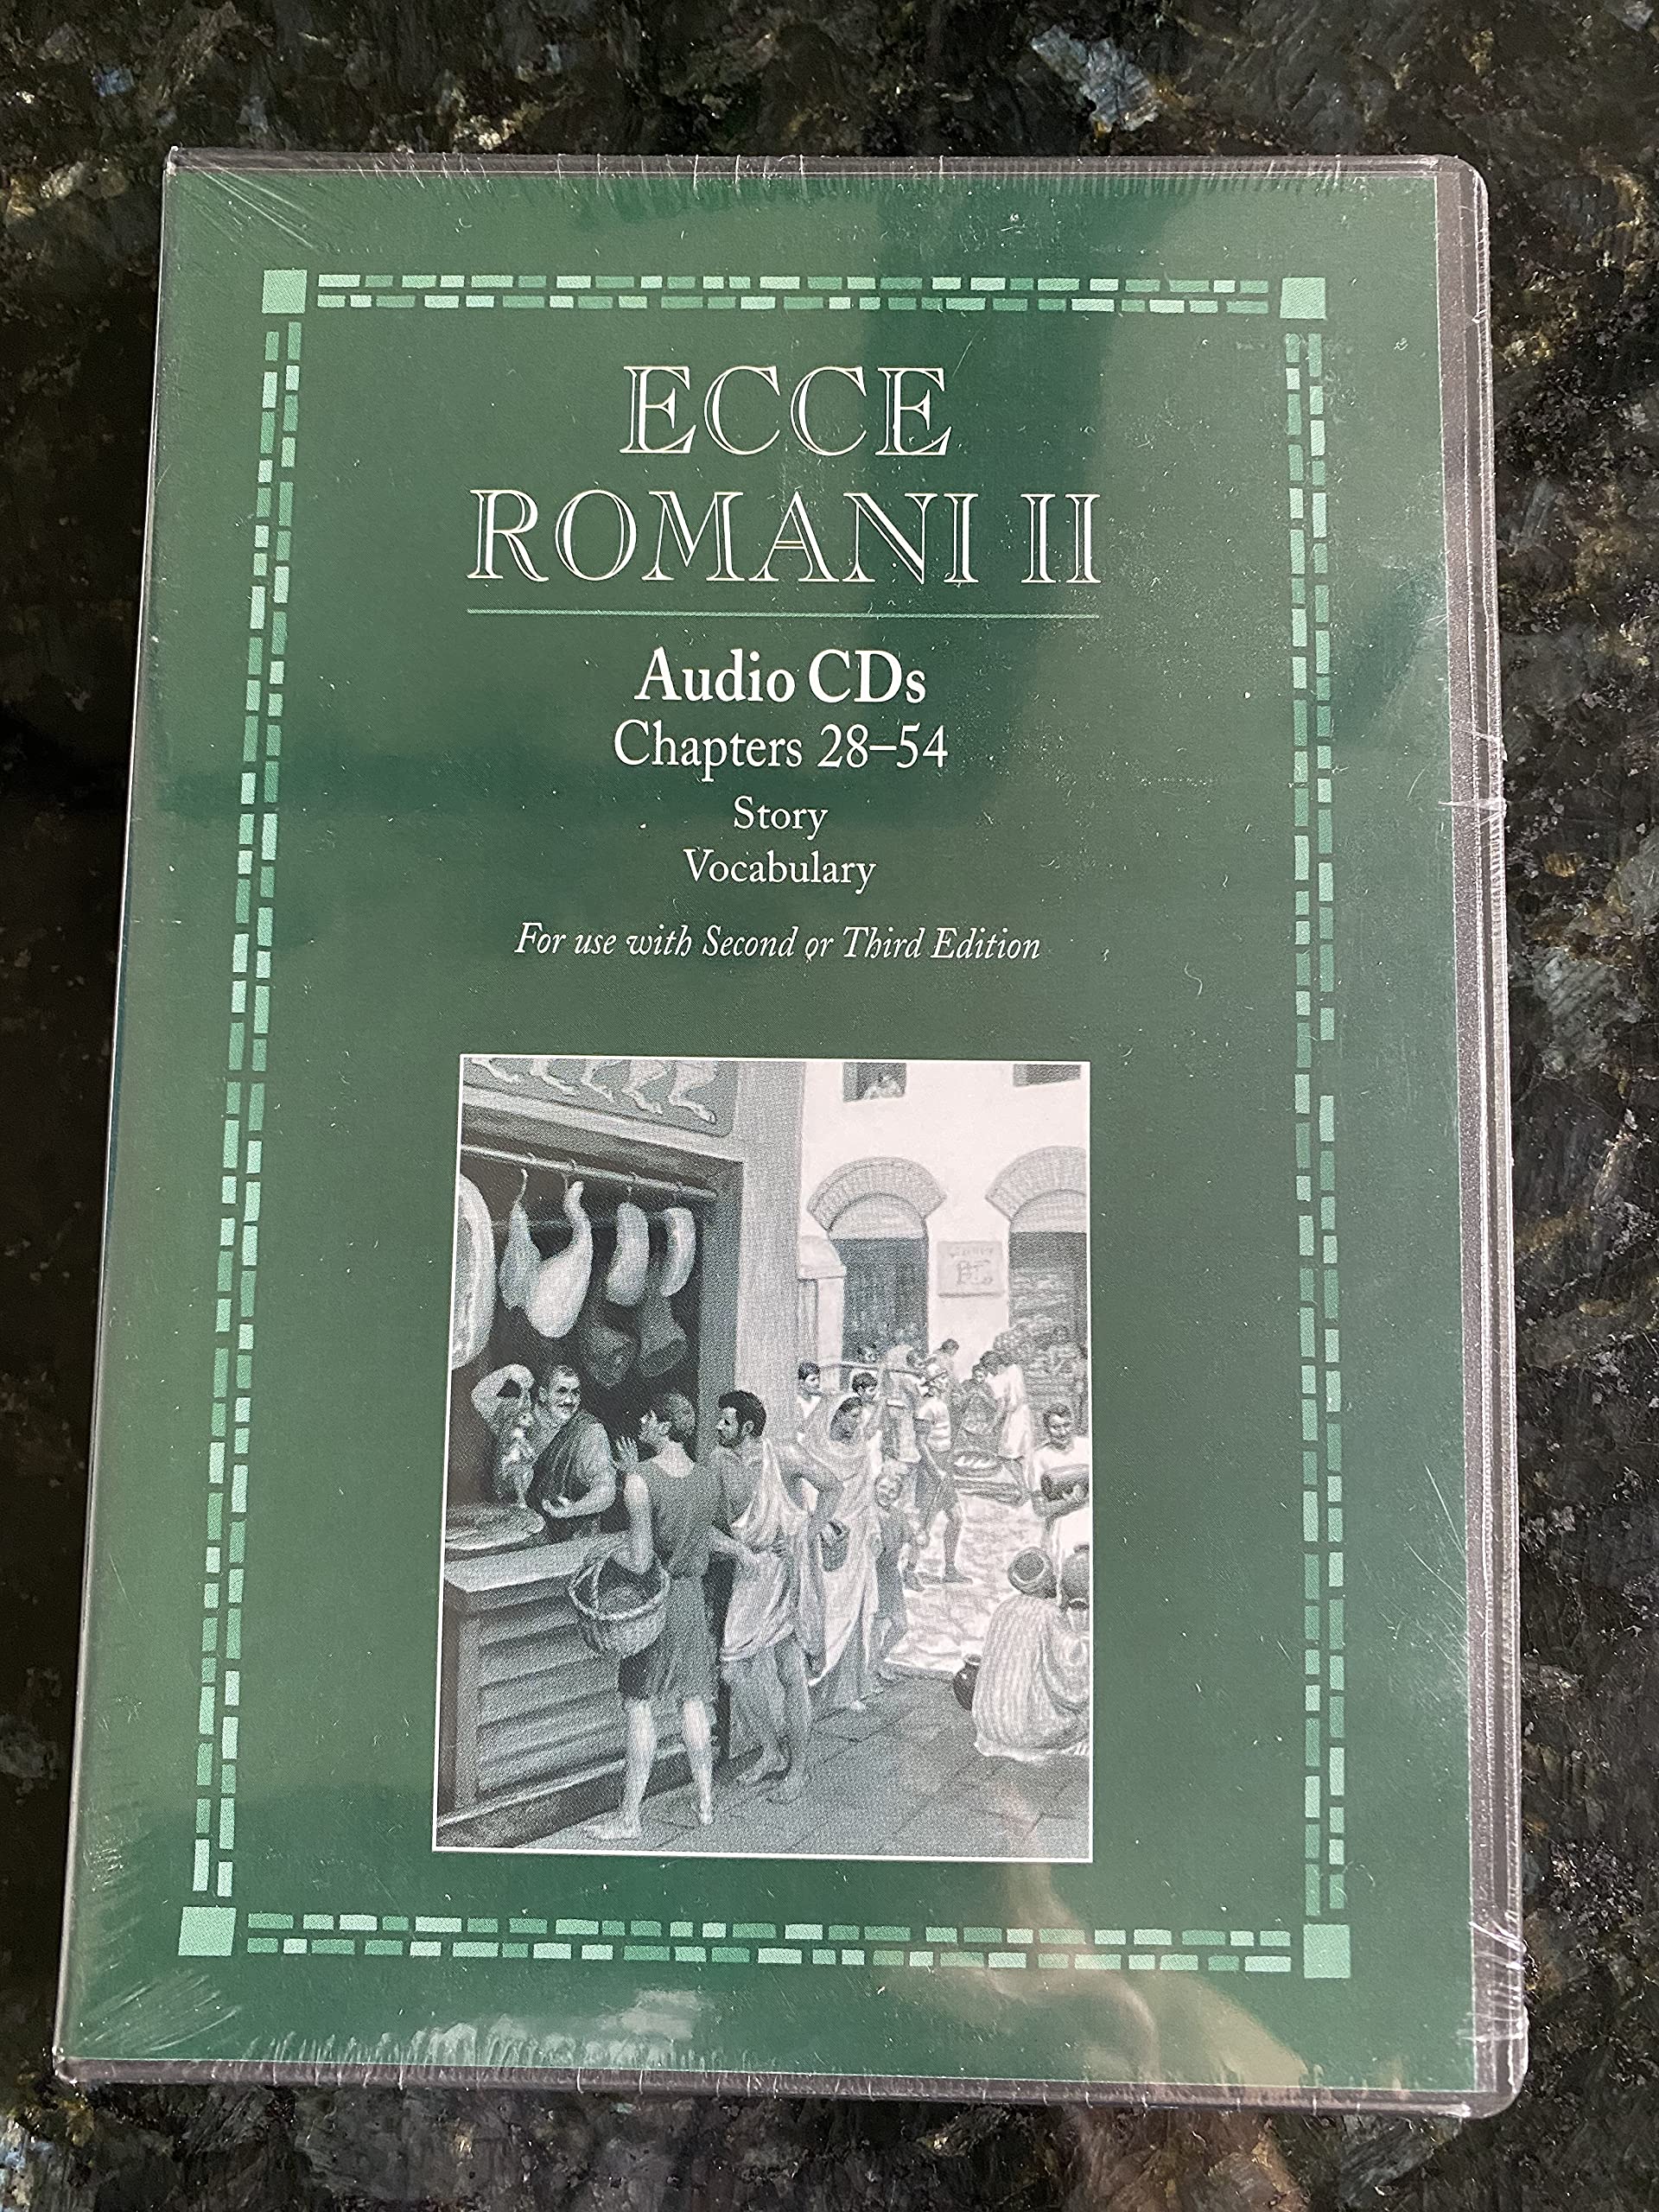 ECCE
ROMANI II
Audio CDs
Chapters 28–54
Story
Vocabulary
For use with Second or Third Edition